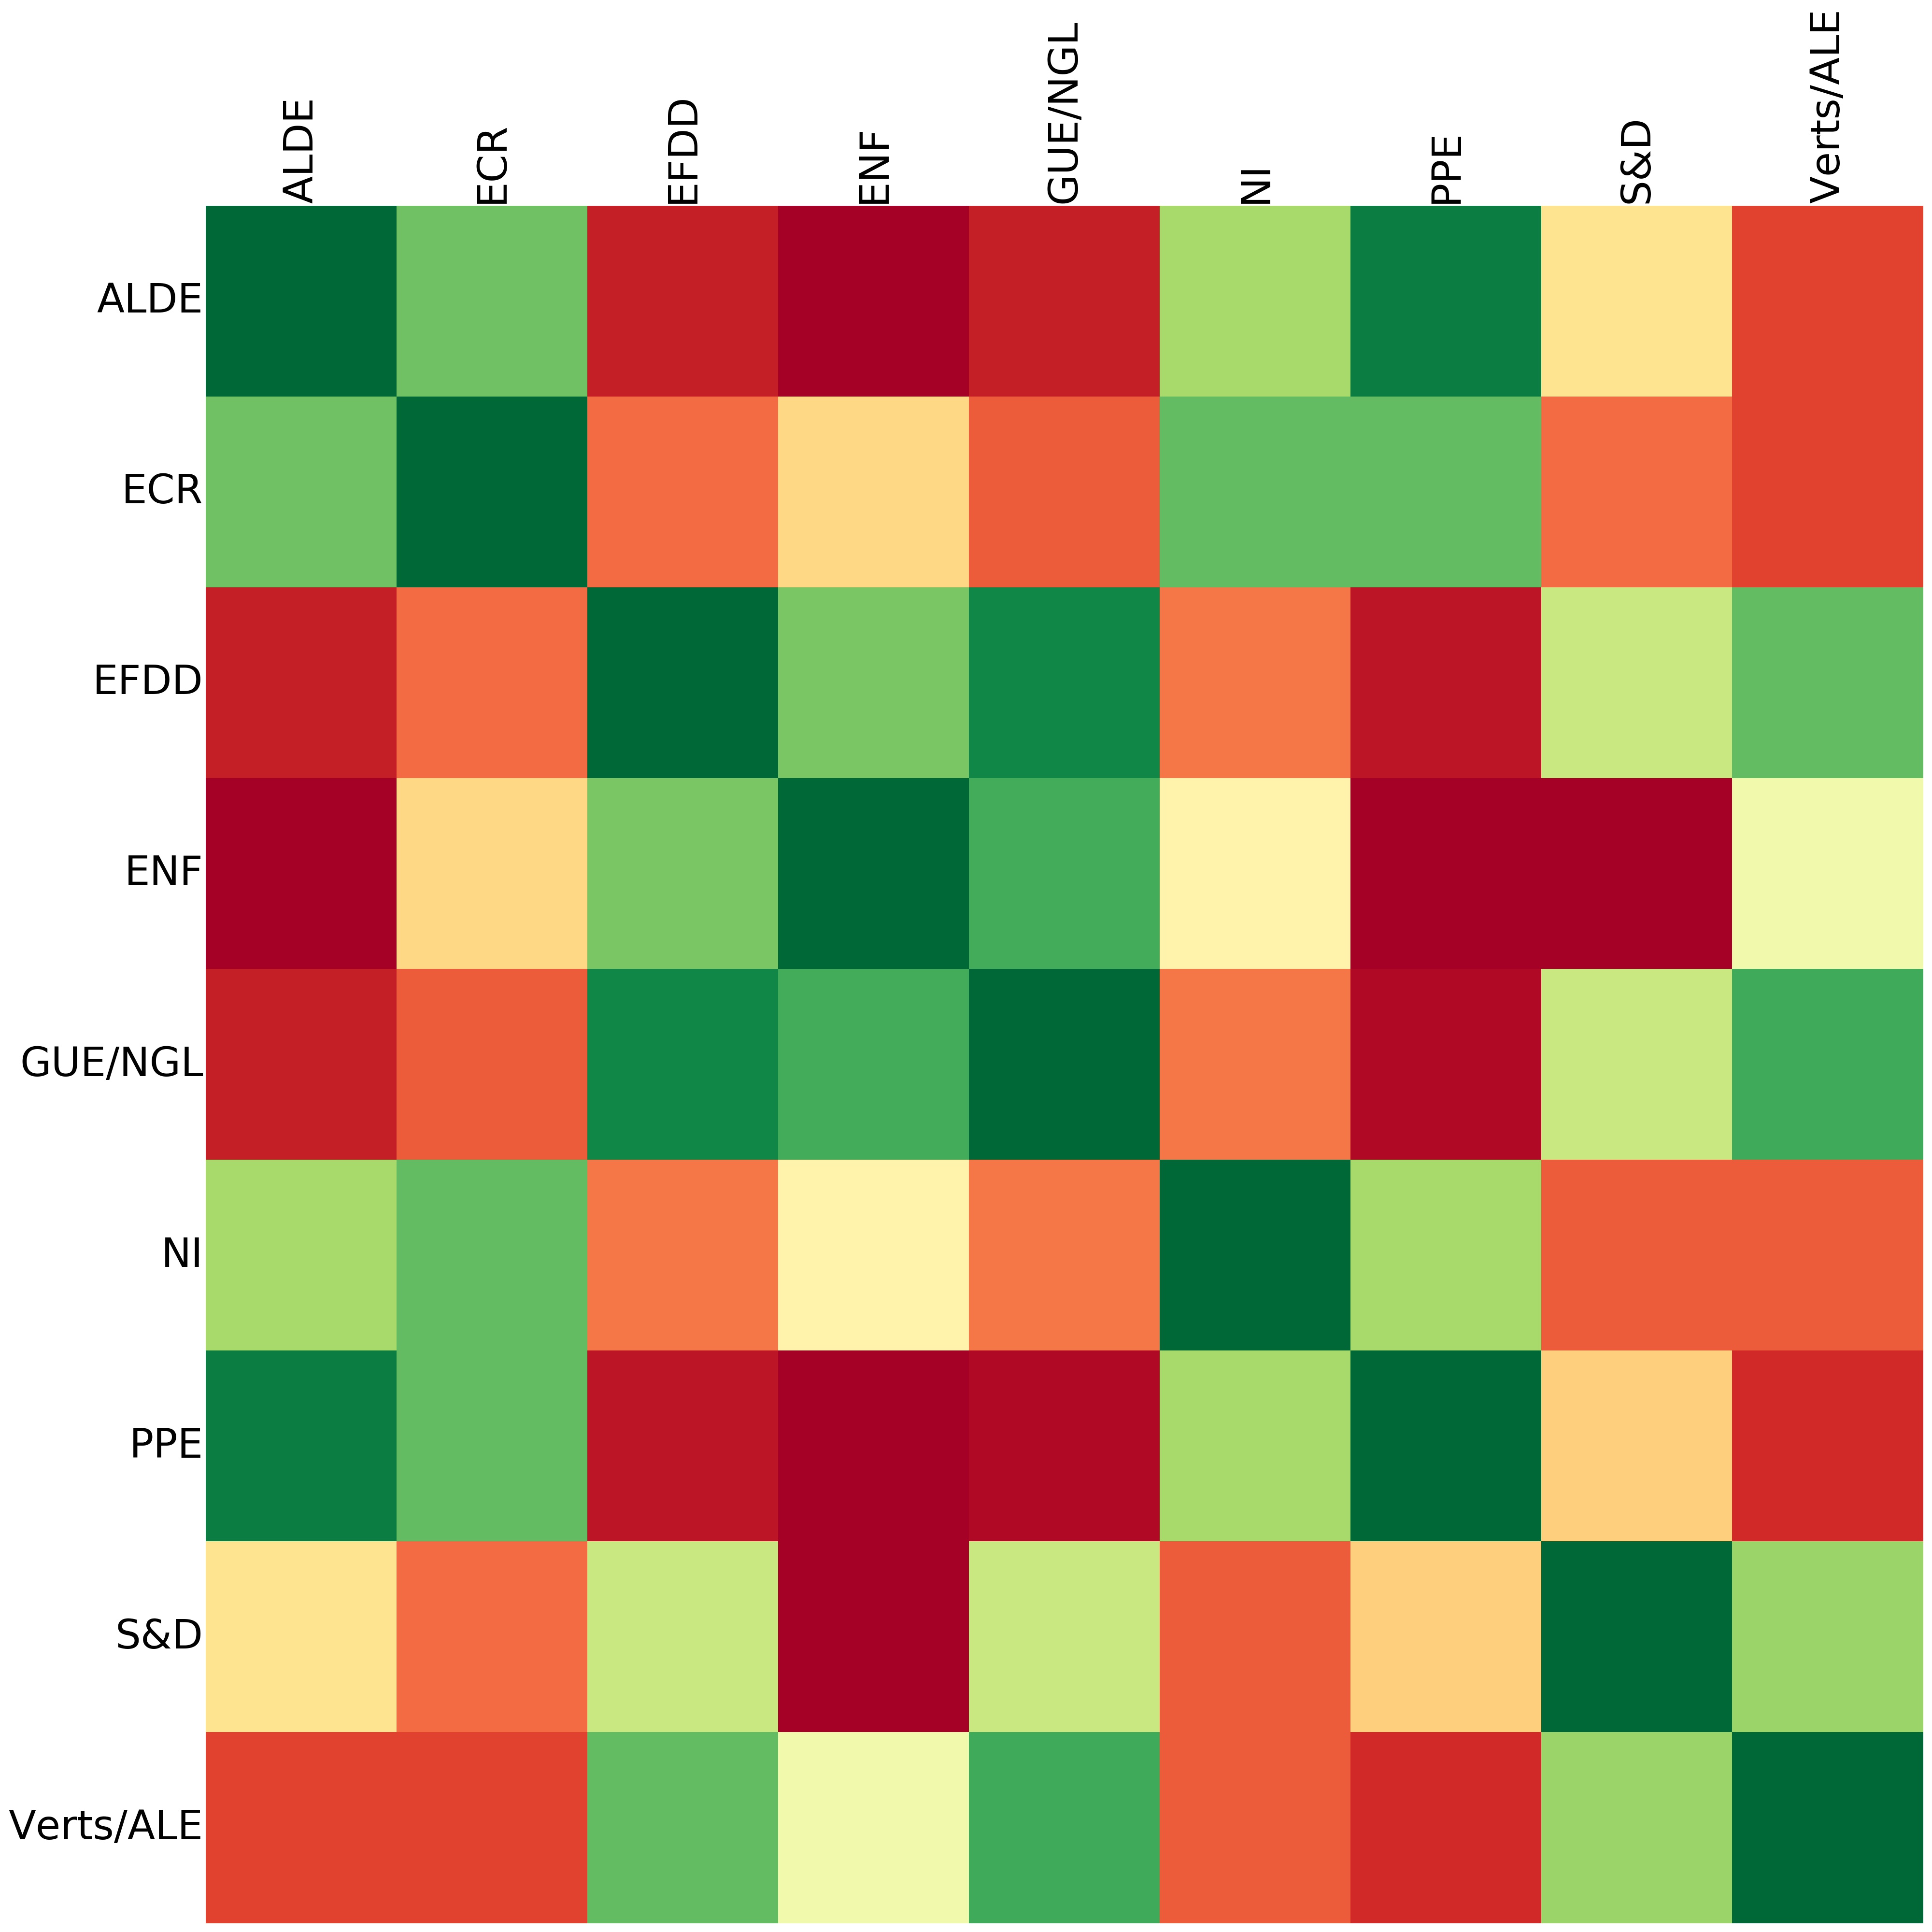 ALDE
ECR
EFDD
ENF
GUE/NGL
NI
PPE
S&D
Verts/ALE
ALDE
ECR
EFDD
ENF
GUE/NGL
NI
PPE
S&D
Verts/ALE